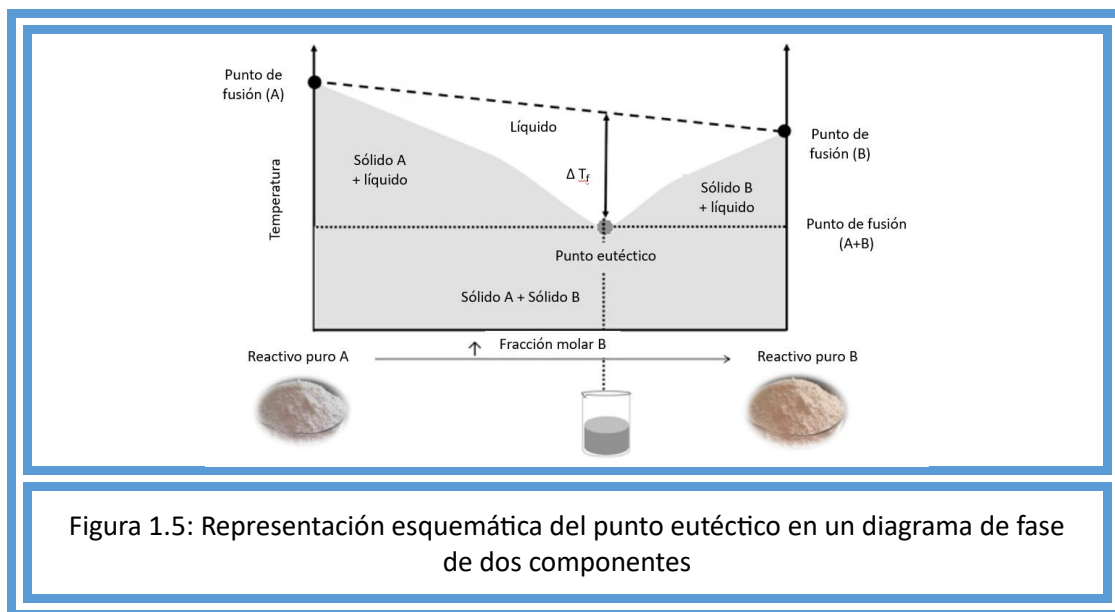 Punto de
fusión (A)
Líquido
Punto de
fusión (B)
Temperatura
Sólido A
+ líquido
Δ Tf
Sólido B
+ líquido
Punto de fusión
(A+B)
Punto eutéctico
Sólido A + Sólido B
↑ Fracción molar B
Reactivo puro A
Reactivo puro B
Figura 1.5: Representación esquemática del punto eutéctico en un diagrama de fase
de dos componentes